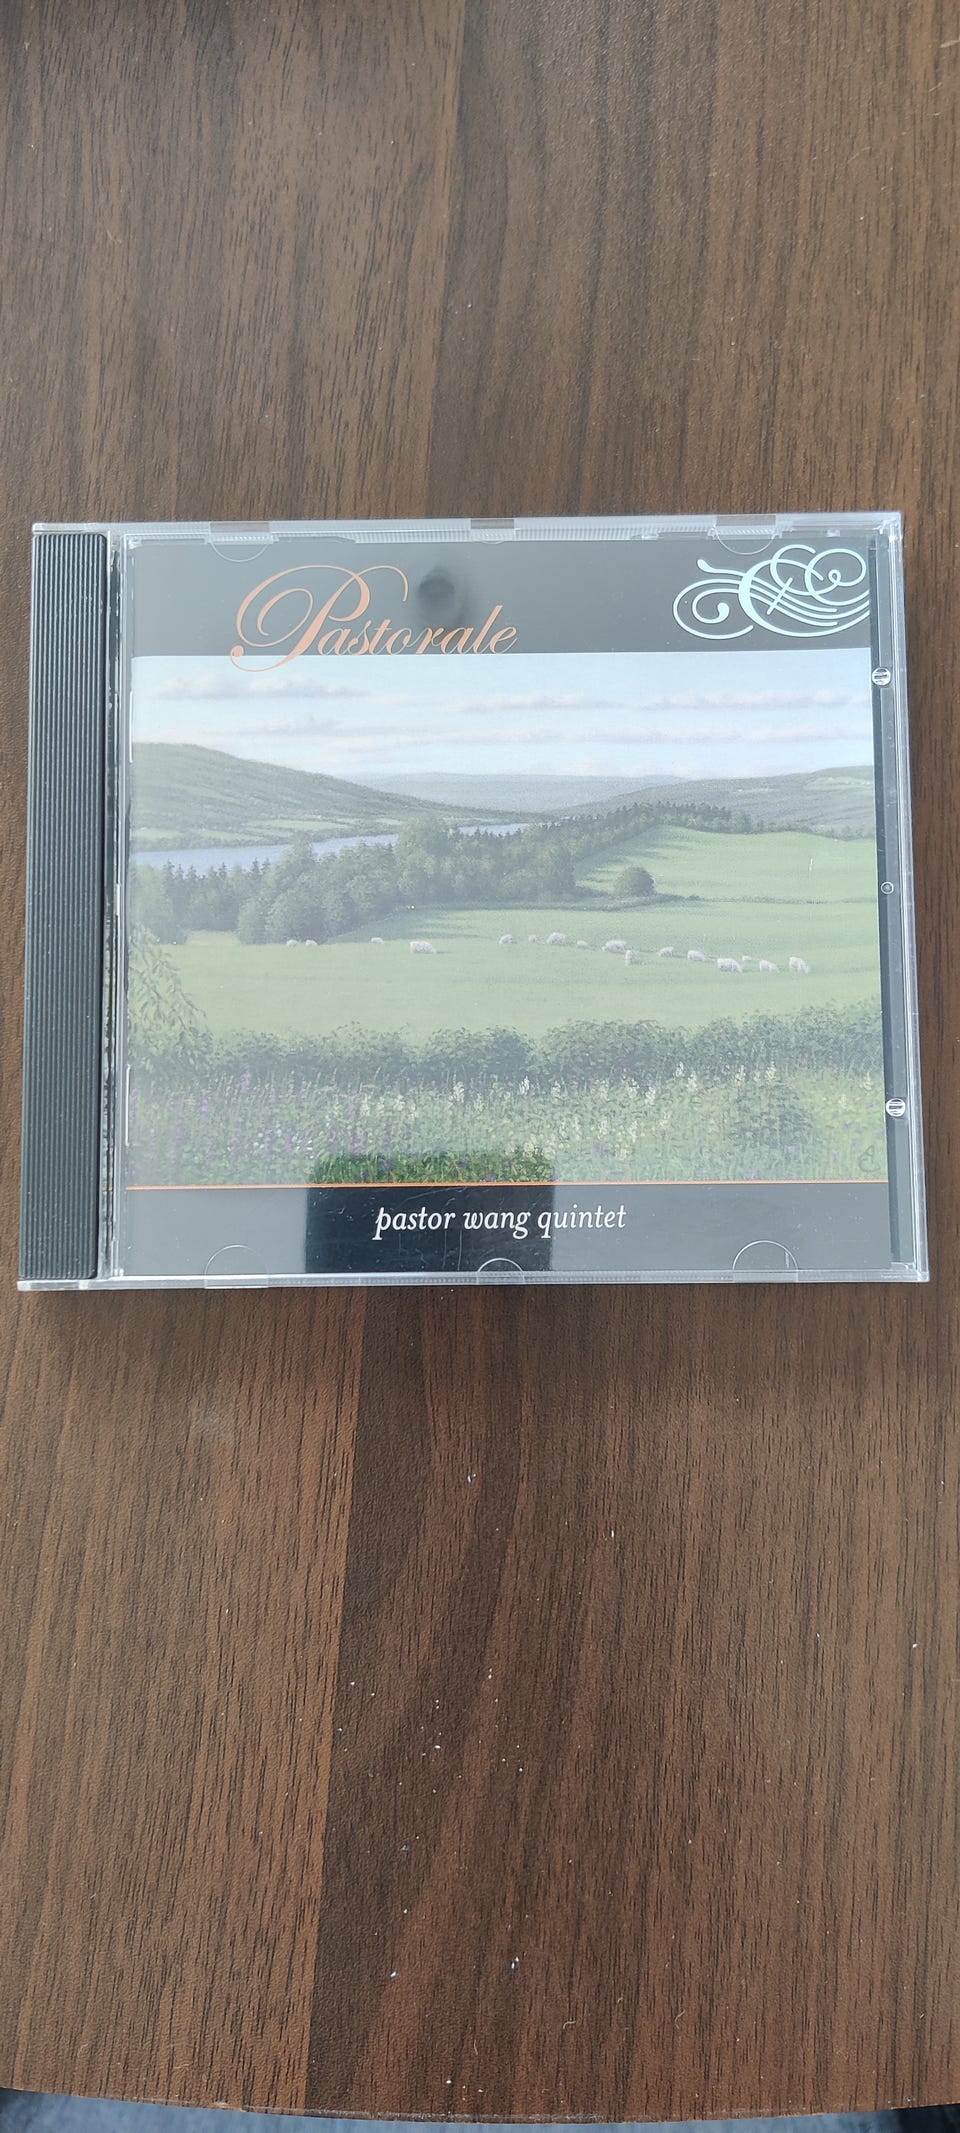 Pastorale
pastor wang quintet